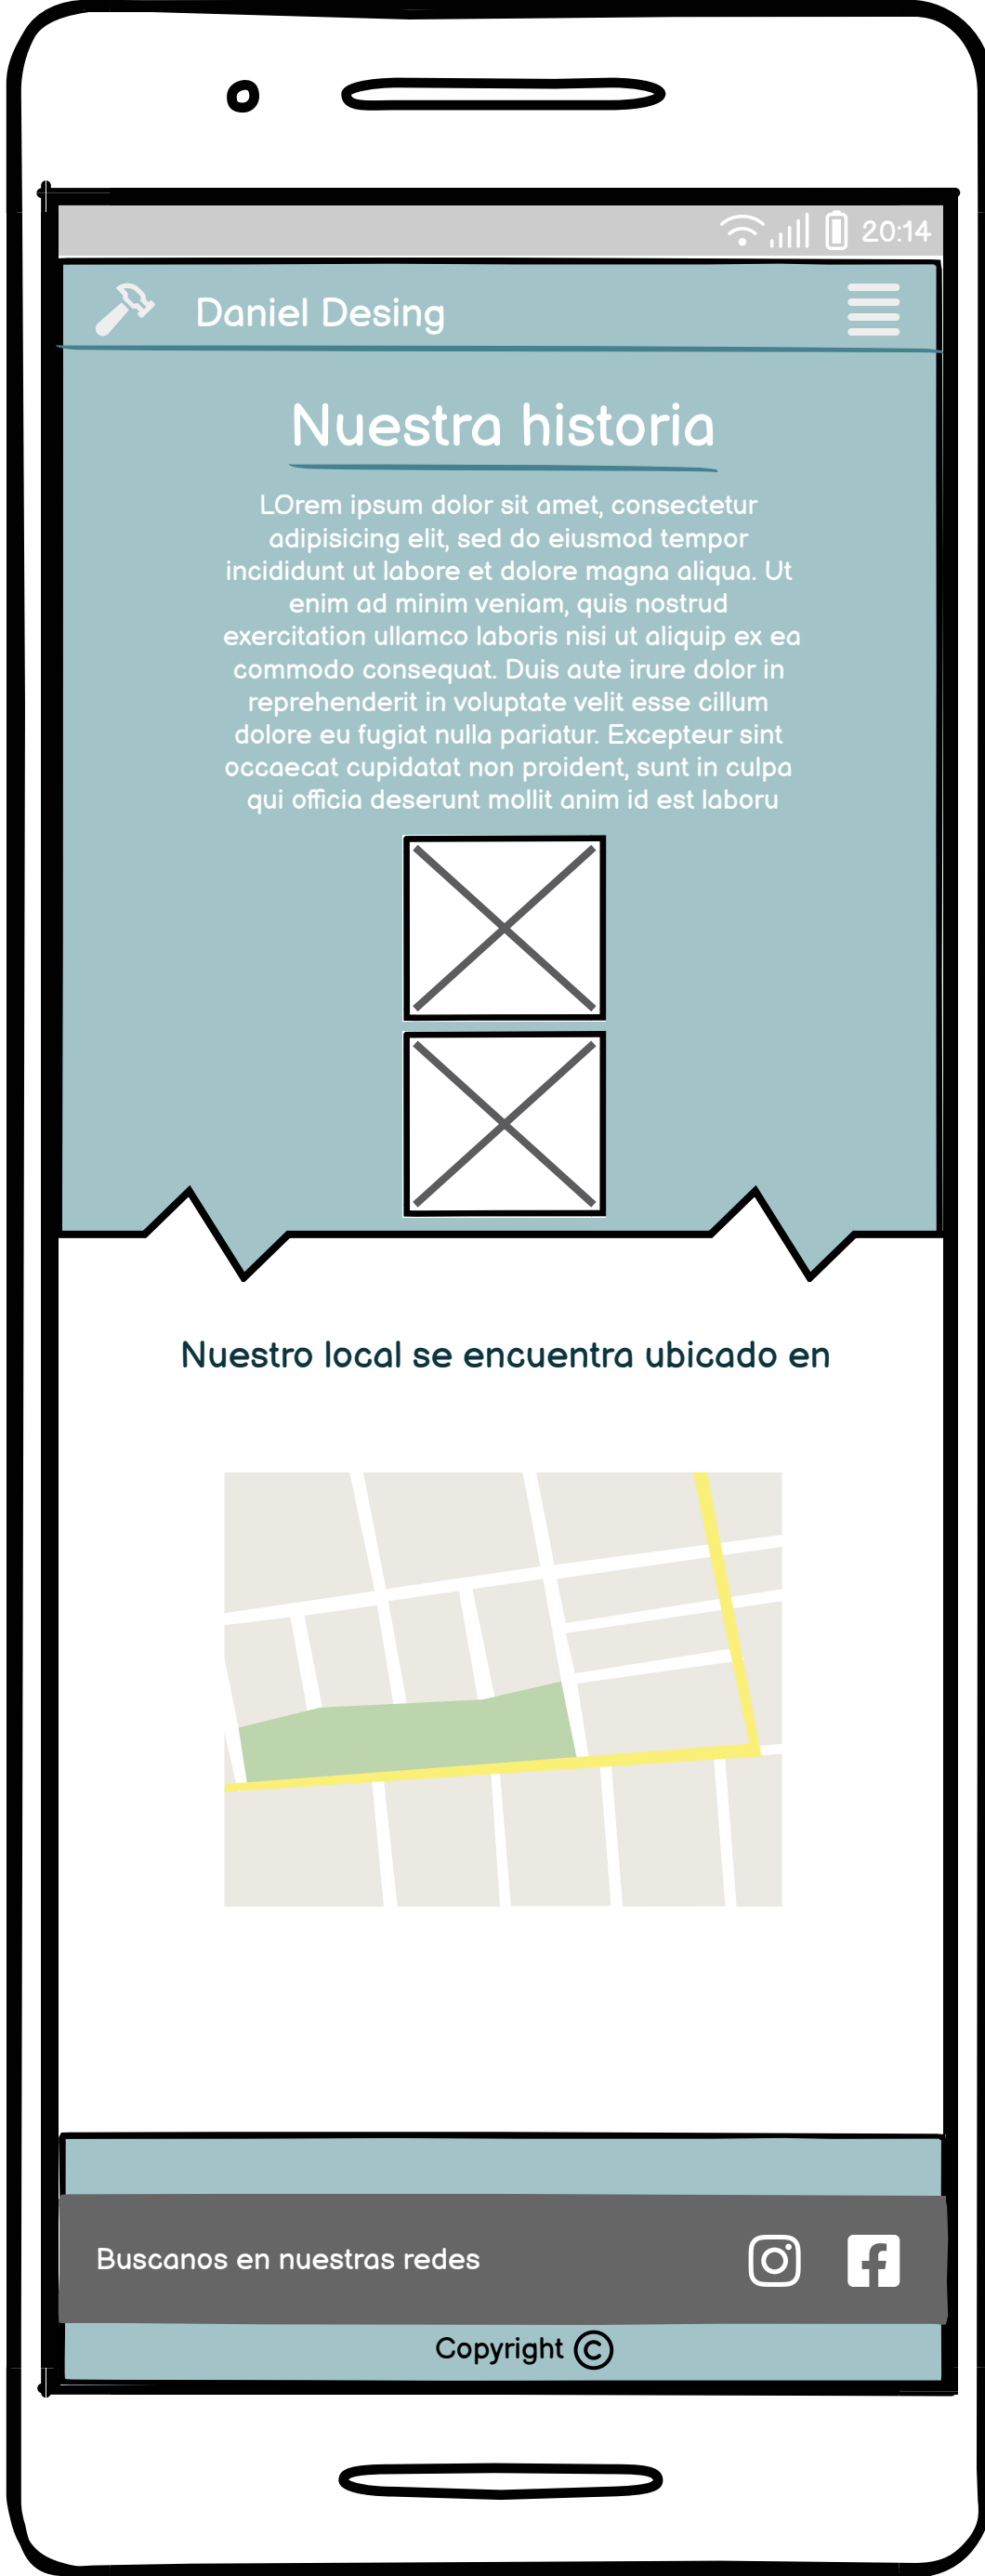 20:14
Daniel Desing
Nuestra historia
LOrem ipsum dolor sit amet, consectetur
adipisicing elit, sed do eiusmod tempor
incididunt ut labore et dolore magna aliqua. Ut
enim ad minim veniam, quis nostrud
exercitation ullamco laboris nisi ut aliquip ex ea
commodo consequat. Duis aute irure dolor in
reprehenderit in voluptate velit esse cillum
dolore eu fugiat nulla pariatur. Excepteur sint
occaecat cupidatat non proident, sunt in culpa
qui officia deserunt mollit anim id est laboru
Nuestro local se encuentra ubicado en
Buscanos en nuestras redes
Copyright ©